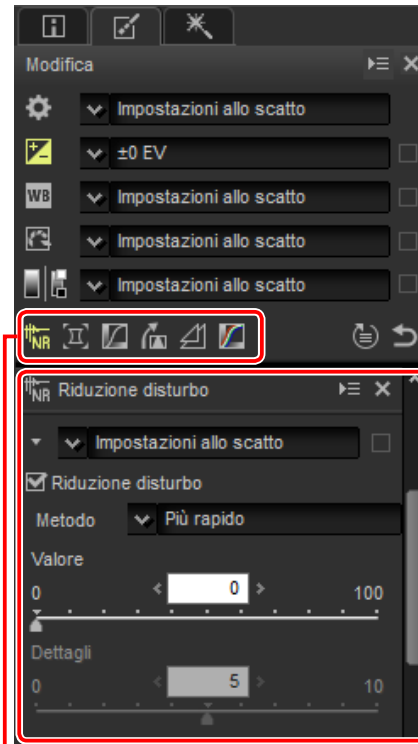 Modifica
Impostazioni allo scatto
±0 EV
WB Impostazioni allo scatto
Impostazioni allo scatto
Impostazioni allo scatto
NR
NR Riduzione disturbo
Impostazioni allo scatto
Riduzione disturbo
Metodo Più rapido
Valore
0 0 100
Dettagli
0 5 10